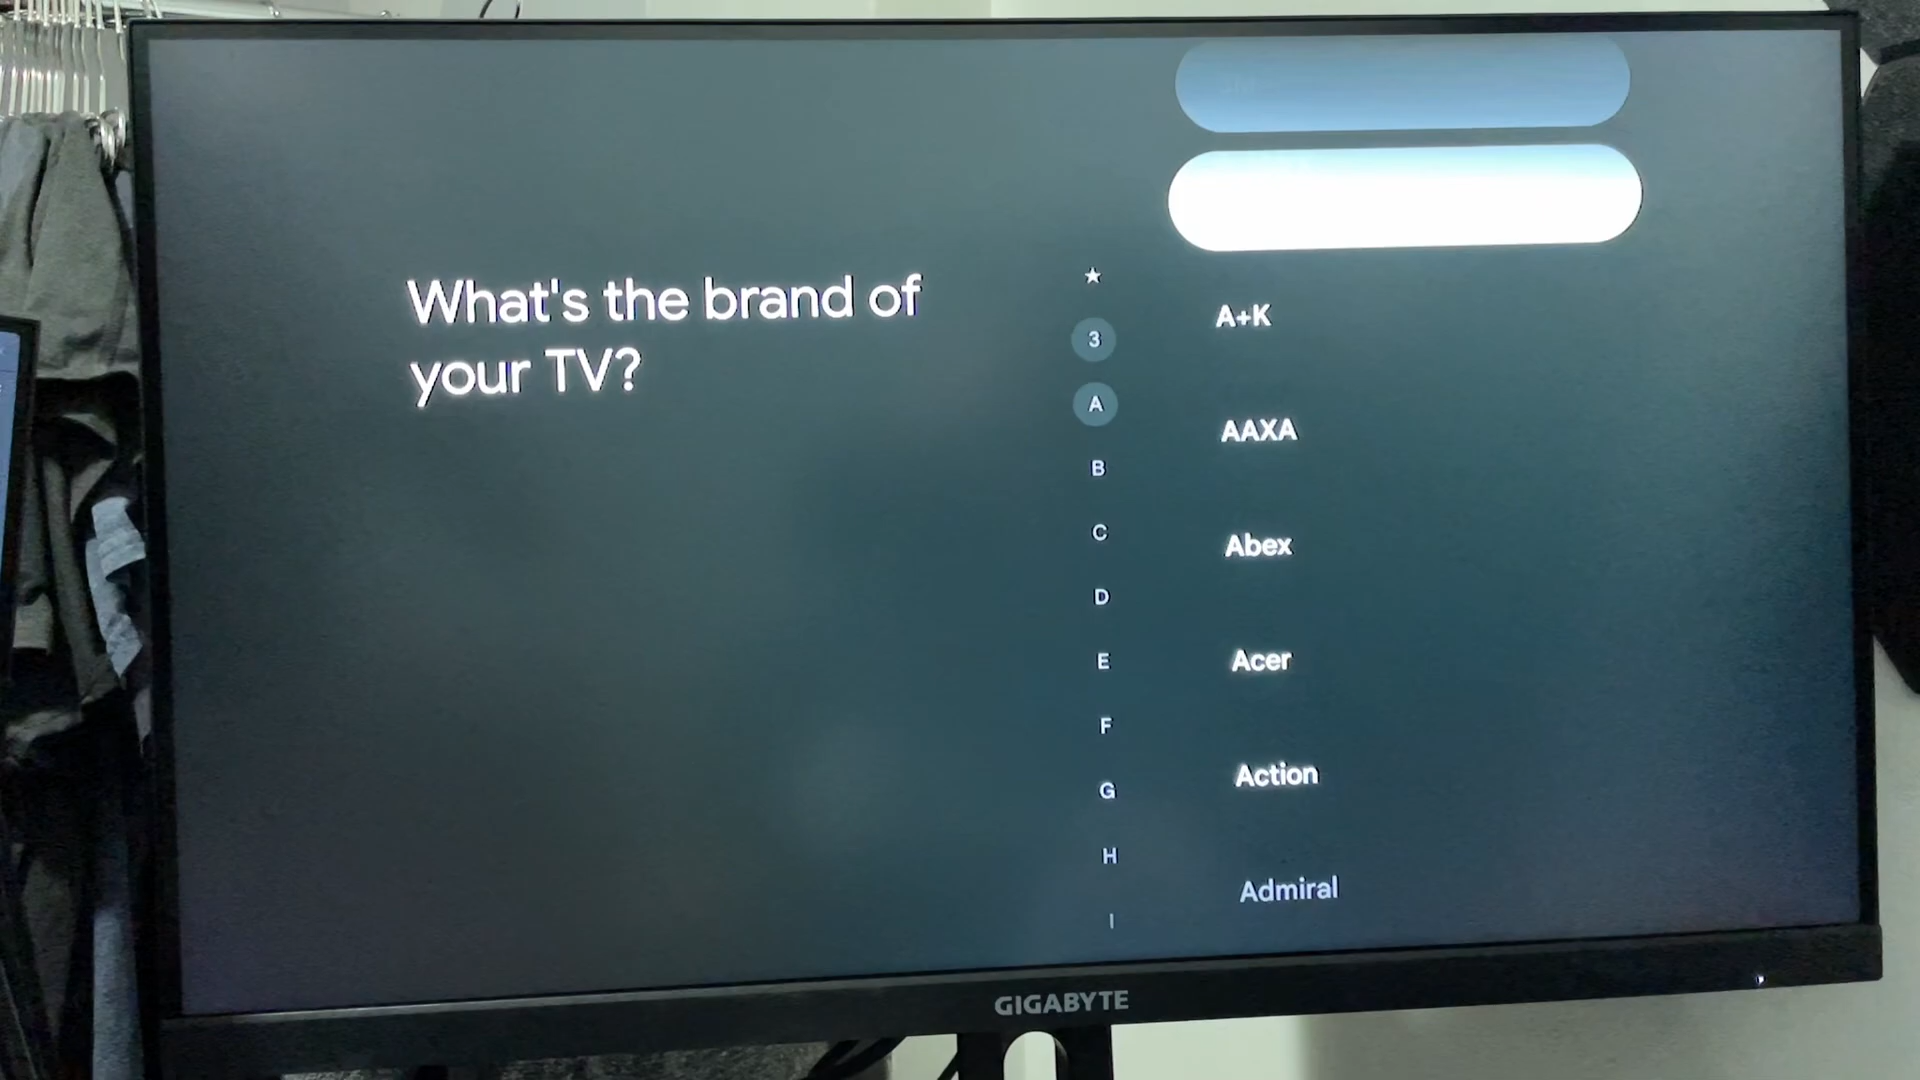 What's the brand of
your TV?
★
3
A
B
C
D
E
F
G
H
I
A+K
AAXA
Abex
Acer
Action
Admiral
GIGABYTE